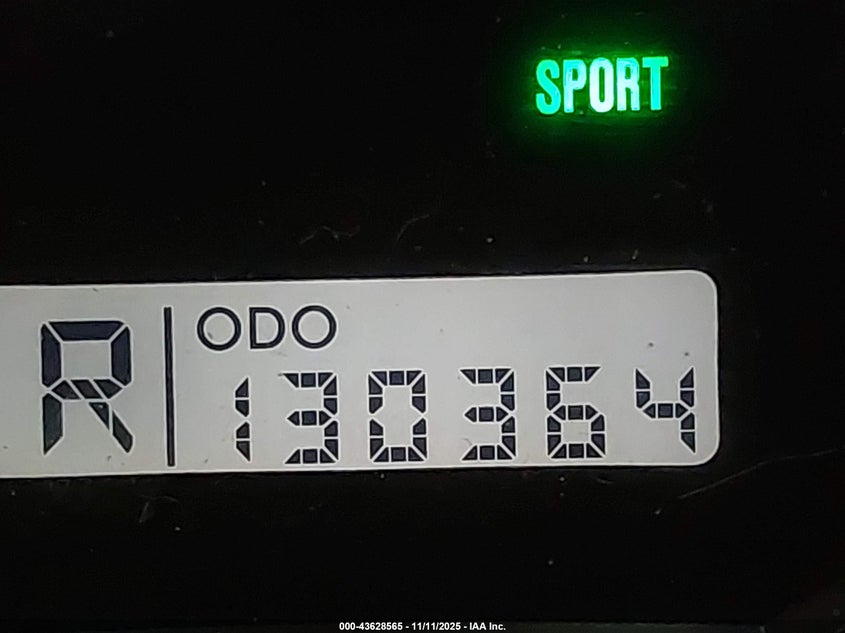 SPORT
R
ODO
130364
000-43628565 - 11/11/2025 - IAA Inc.